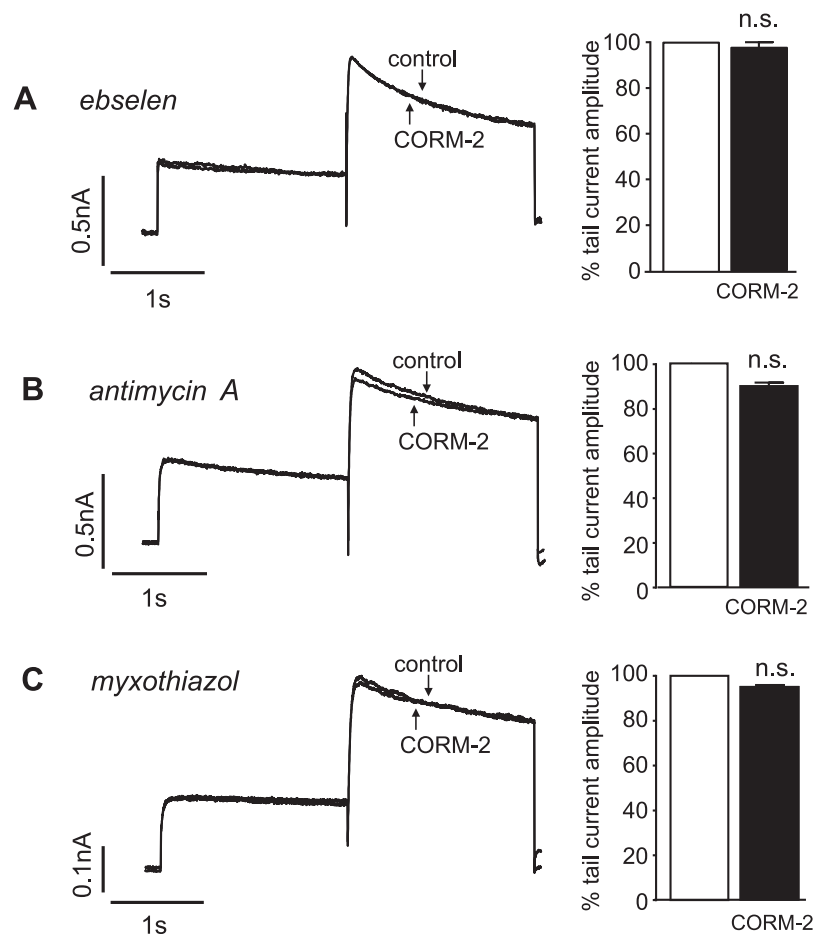 A
ebselen
control
CORM-2
0.5nA
1s
n.s.
% tail current amplitude
100
80
60
40
20
0
CORM-2
B
antimycin A
control
CORM-2
0.5nA
1s
n.s.
% tail current amplitude
100
80
60
40
20
0
CORM-2
C
myxothiazol
control
CORM-2
0.1nA
1s
n.s.
% tail current amplitude
100
80
60
40
20
0
CORM-2